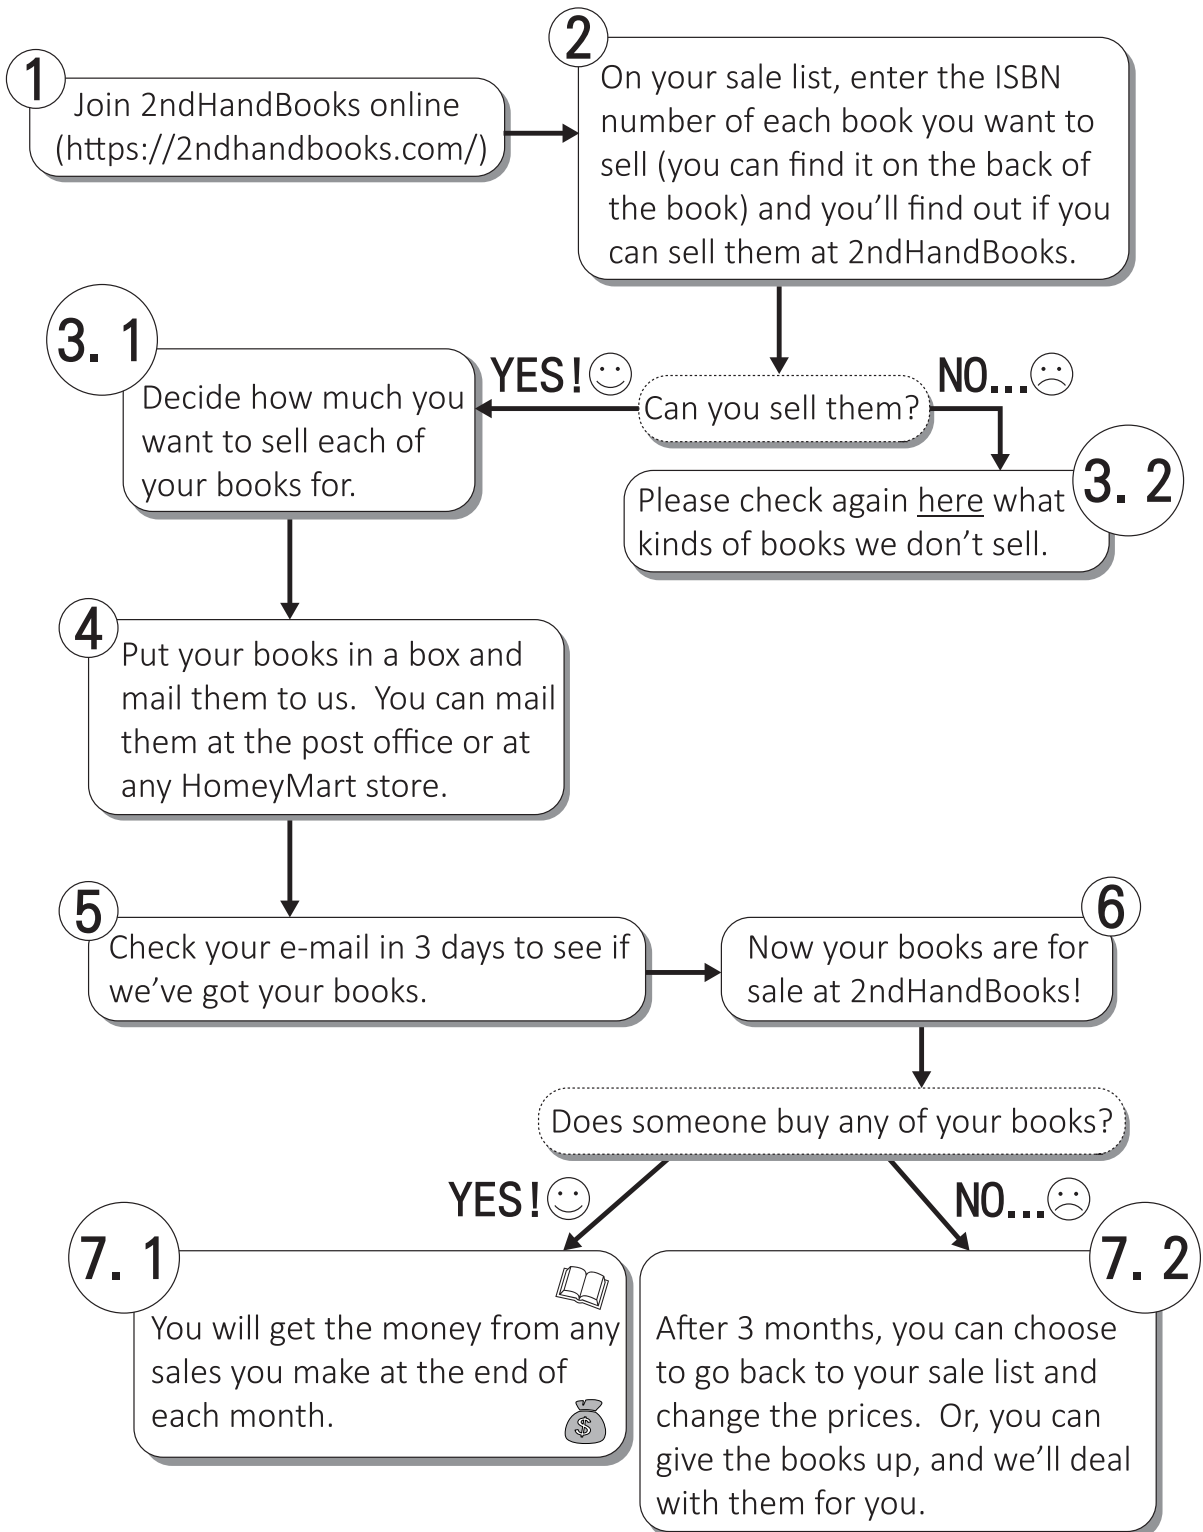 1
Join 2ndHandBooks online
(https://2ndhandbooks.com/)
2
On your sale list, enter the ISBN
number of each book you want to
sell (you can find it on the back of
the book) and you'll find out if you
can sell them at 2ndHandBooks.
Can you sell them?
YES!
NO...
3. 1
Decide how much you
want to sell each of
your books for.
3. 2
Please check again here what
kinds of books we don't sell.
4
Put your books in a box and
mail them to us. You can mail
them at the post office or at
any HomeyMart store.
5
Check your e-mail in 3 days to see if
we've got your books.
6
Now your books are for
sale at 2ndHandBooks!
Does someone buy any of your books?
YES!
NO...
7. 1
You will get the money from any
sales you make at the end of
each month.
$
7. 2
After 3 months, you can choose
to go back to your sale list and
change the prices. Or, you can
give the books up, and we'll deal
with them for you.